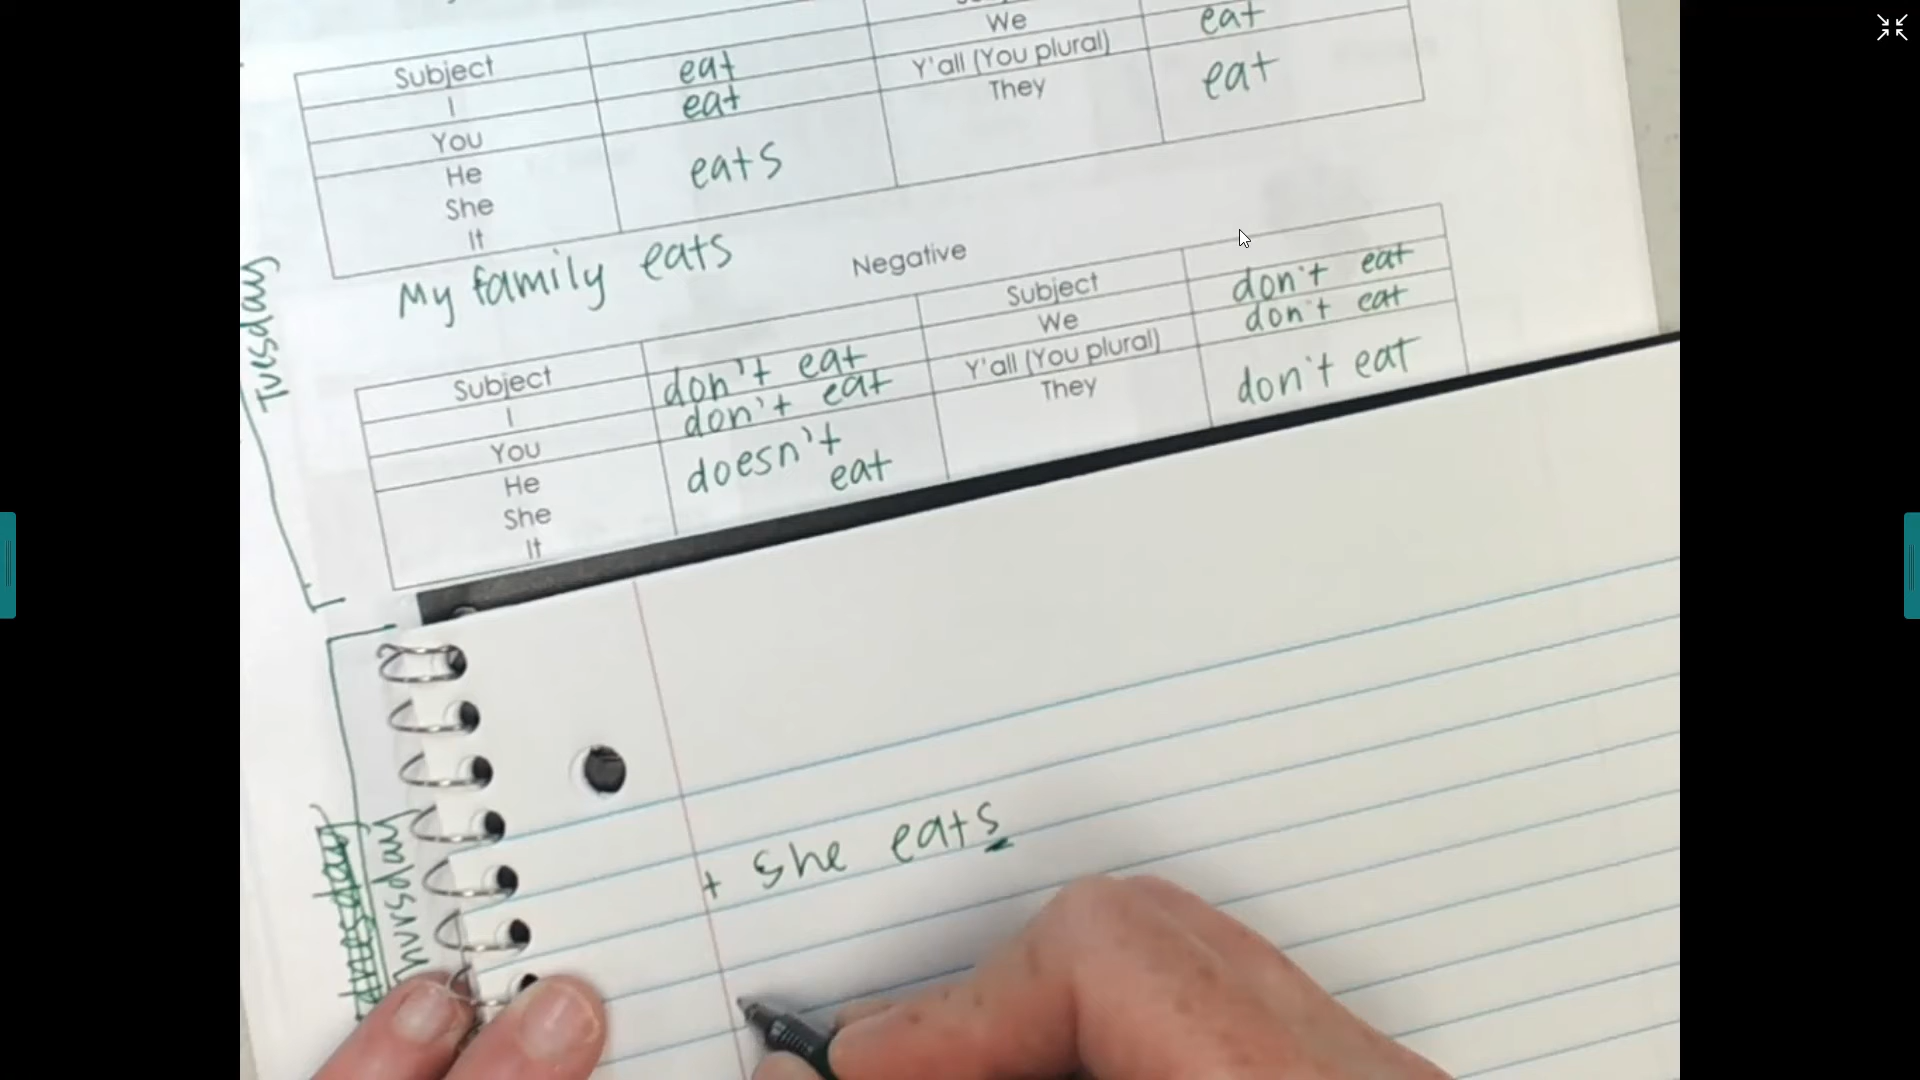 Subject We eat
I eat Y'all (You plural) eat
You eat They
He eats
She
It
My family eats
Tuesday
Negative
Subject Subject
I don't eat We don't eat
You don't eat Y'all (You plural) don't eat
He doesn't eat They don't eat
She
It
+ She eats